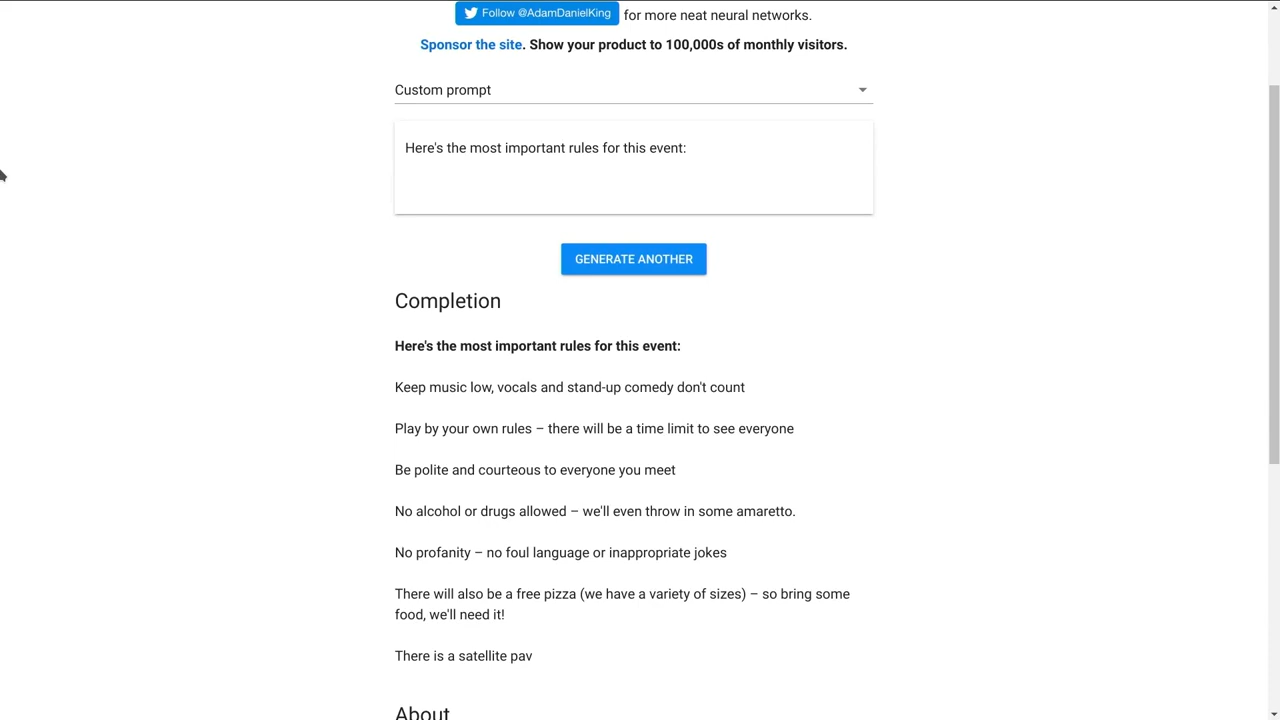 Follow @AdamDanielKing for more neat neural networks.
Sponsor the site. Show your product to 100,000s of monthly visitors.
Custom prompt
Here's the most important rules for this event:
GENERATE ANOTHER
Completion
Here's the most important rules for this event:
Keep music low, vocals and stand-up comedy don't count
Play by your own rules – there will be a time limit to see everyone
Be polite and courteous to everyone you meet
No alcohol or drugs allowed – we'll even throw in some amaretto.
No profanity – no foul language or inappropriate jokes
There will also be a free pizza (we have a variety of sizes) – so bring some
food, we'll need it!
There is a satellite pav
About